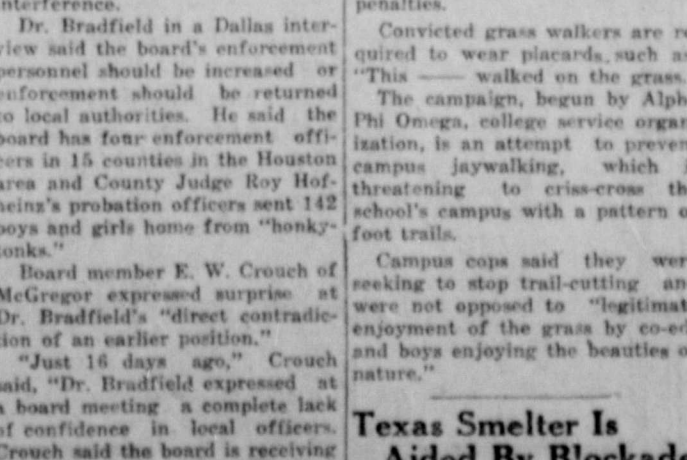 nterference.
Dr. Bradfield in a Dallas inter-
view said the board's enforcement
personnel should be increased or
enforcement should be returned
to local authorities. He said the
board has four enforcement offi-
cers in 15 counties in the Houston
area and County Judge Roy Hof-
heinz's probation officers sent 142
boys and girls home from "honky-
tonks."
Board member E. W. Crouch of
McGregor expressed surprise at
Dr. Bradfield's "direct contradic-
tion of an earlier position."
"Just 16 days ago," Crouch
said, "Dr. Bradfield expressed at
a board meeting a complete lack
of confidence in local officers.
Crouch said the board is receiving
penalties.
Convicted grass walkers are re
quired to wear placards, such as
"This —— walked on the grass.
The campaign, begun by Alph
Phi Omega, college service organ
ization, is an attempt to preven
campus jaywalking, which i
threatening to criss-cross th
school's campus with a pattern o
foot trails.
Campus cops said they wer
seeking to stop trail-cutting an
were not opposed to "legitimat
enjoyment of the grass by co-ed
and boys enjoying the beauties o
nature."
Texas Smelter Is
Aided By Blockade